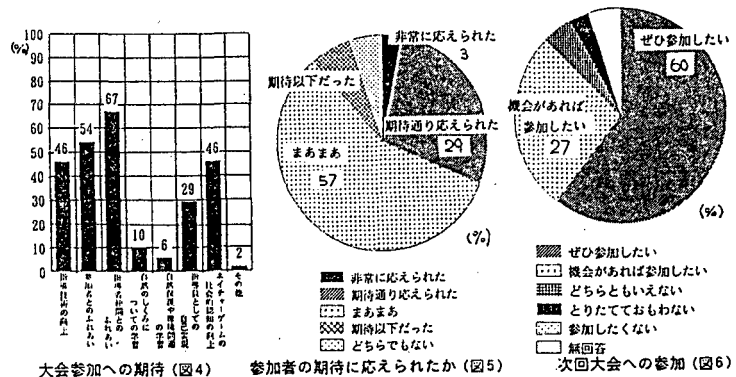 (%)
100
90
80
70
60
50
40
30
20
10
0
46
54
67
10
6
29
46
2
指導技術の向上
参加者とのふれあい
指導者仲間との
ふれあい
自然のしくみに
ついての学習
自然保護や環境問題
の学習
指導員としての
自己実現
ネイチャーゲームの
社会的認知の向上
その他
大会参加への期待 (図4)
非常に応えられた
3
期待以下だった
期待通り応えられた
29
まあまあ
57
(%)
非常に応えられた
期待通り応えられた
まあまあ
期待以下だった
どちらでもない
参加者の期待に応えられたか (図5)
ぜひ参加したい
60
機会があれば
参加したい
27
(%)
ぜひ参加したい
機会があれば参加したい
どちらともいえない
とりたてておもわない
参加したくない
無回答
次回大会への参加 (図6)